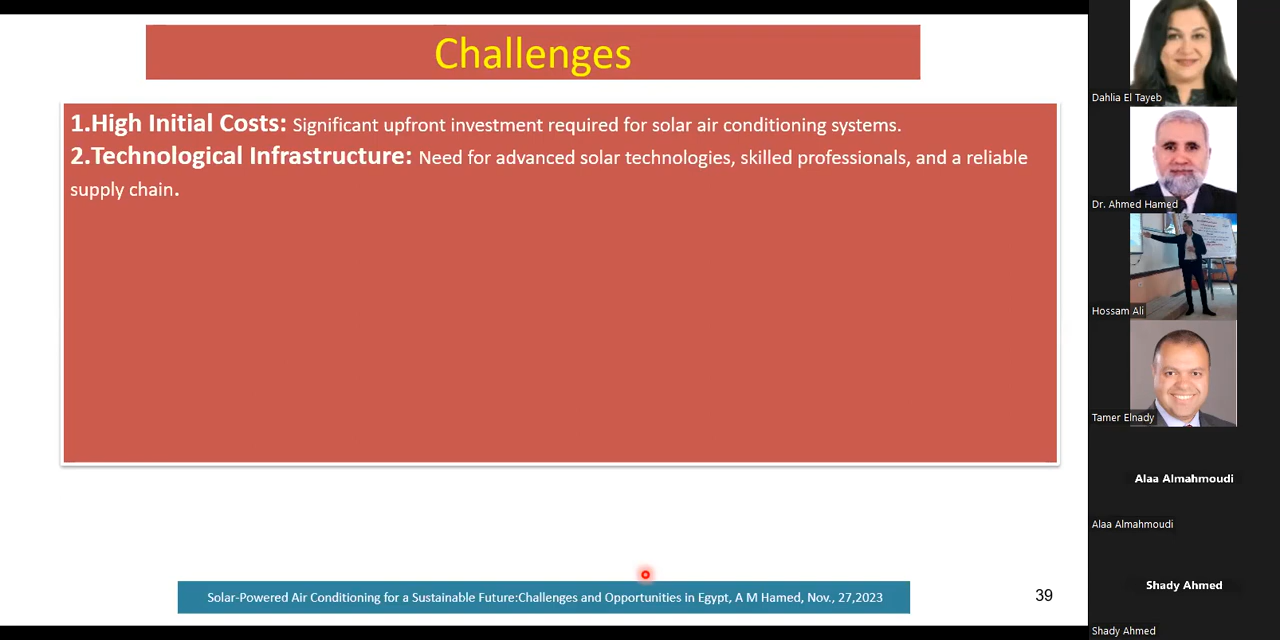 Challenges
1.High Initial Costs: Significant upfront investment required for solar air conditioning systems.
2.Technological Infrastructure: Need for advanced solar technologies, skilled professionals, and a reliable
supply chain.
Solar-Powered Air Conditioning for a Sustainable Future:Challenges and Opportunities in Egypt, A M Hamed, Nov., 27,2023
39
Dahlia El Tayeb
Dr. Ahmed Hamed
Hossam Ali
Tamer Elnady
Alaa Almahmoudi
Alaa Almahmoudi
Shady Ahmed
Shady Ahmed